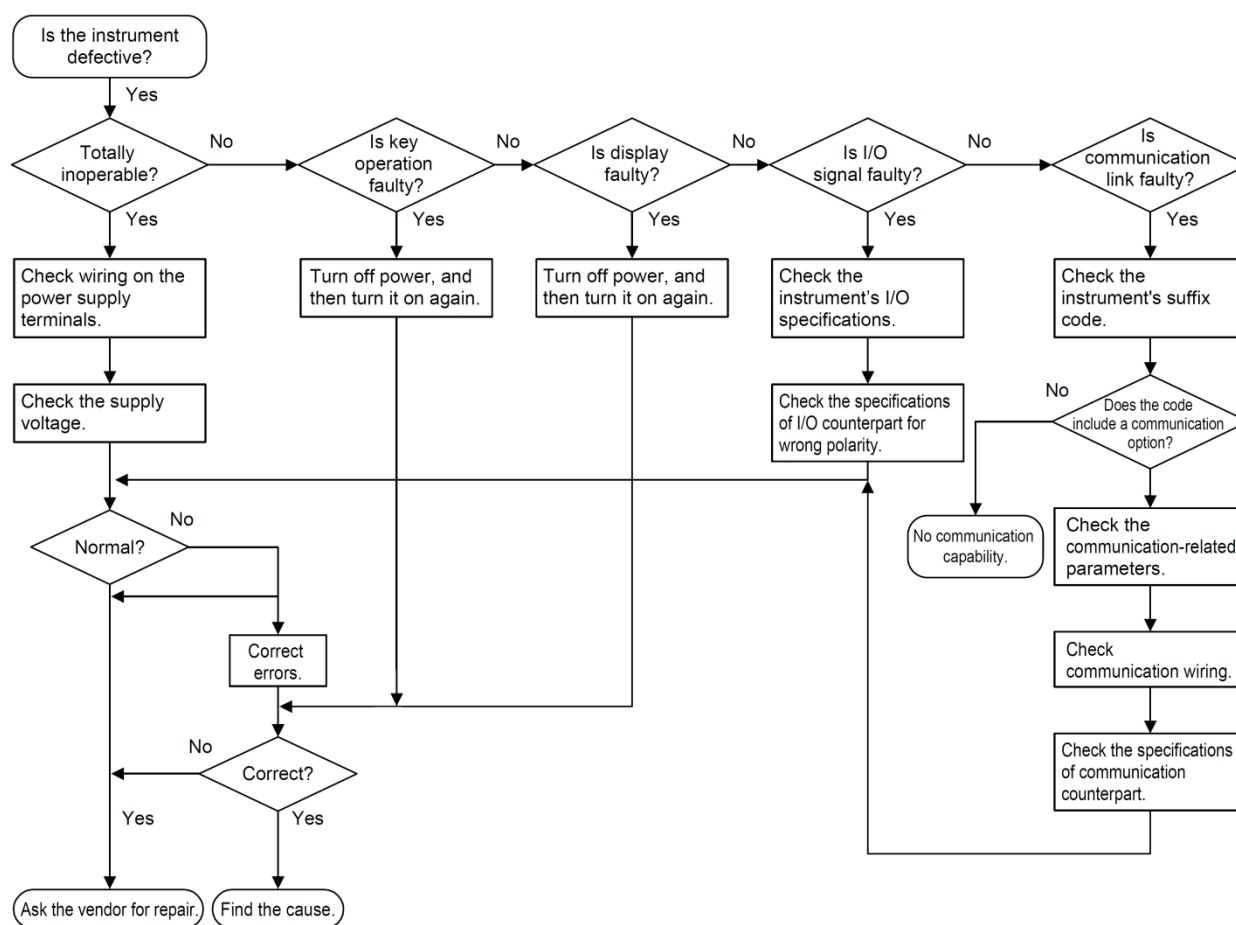 Is the instrument
defective?
Yes
Totally
inoperable?
No
Is key
operation
faulty?
No
Is display
faulty?
No
Is I/O
signal faulty?
No
Is
communication
link faulty?
Yes
Yes
Yes
Yes
Yes
Check wiring on the
power supply
terminals.
Turn off power, and
then turn it on again.
Turn off power, and
then turn it on again.
Check the
instrument’s I/O
specifications.
Check the
instrument's suffix
code.
Check the supply
voltage.
Check the specifications
of I/O counterpart for
wrong polarity.
No
Does the code
include a communication
option?
Yes
Normal?
No
No communication
capability.
Check the
communication-related
parameters.
Correct
errors.
Check
communication wiring.
No
Correct?
Check the specifications
of communication
counterpart.
Yes
Yes
Ask the vendor for repair.
Find the cause.